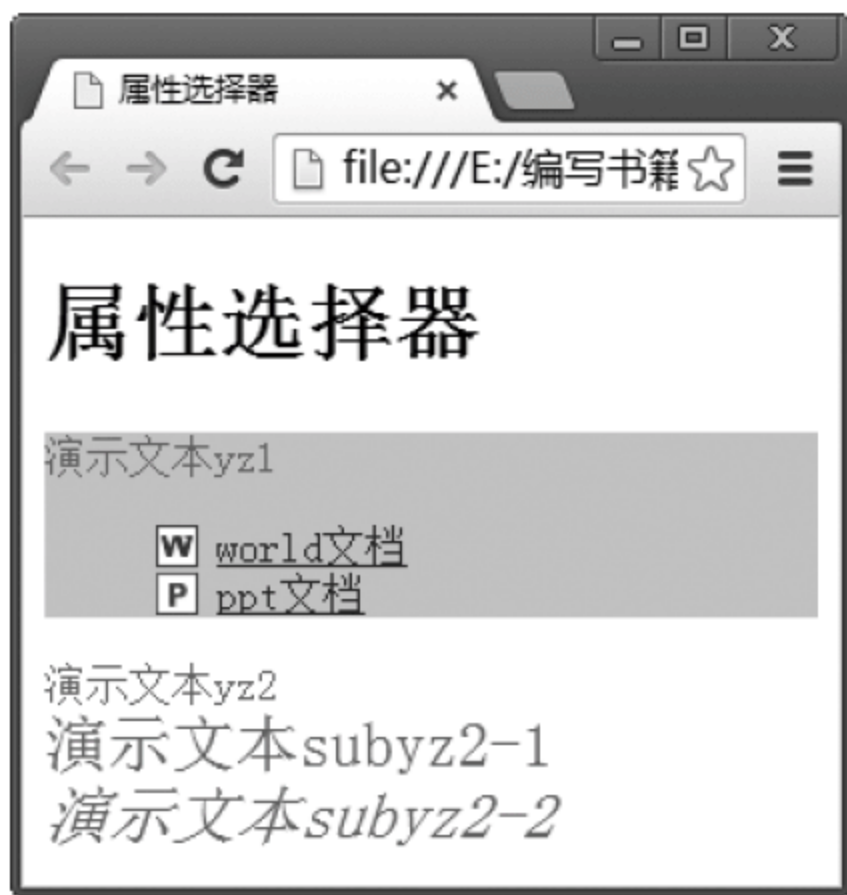 属性选择器
file:///E:/编写书籍
属性选择器
演示文本yz1
W world文档
P ppt文档
演示文本yz2
演示文本subyz2-1
演示文本subyz2-2